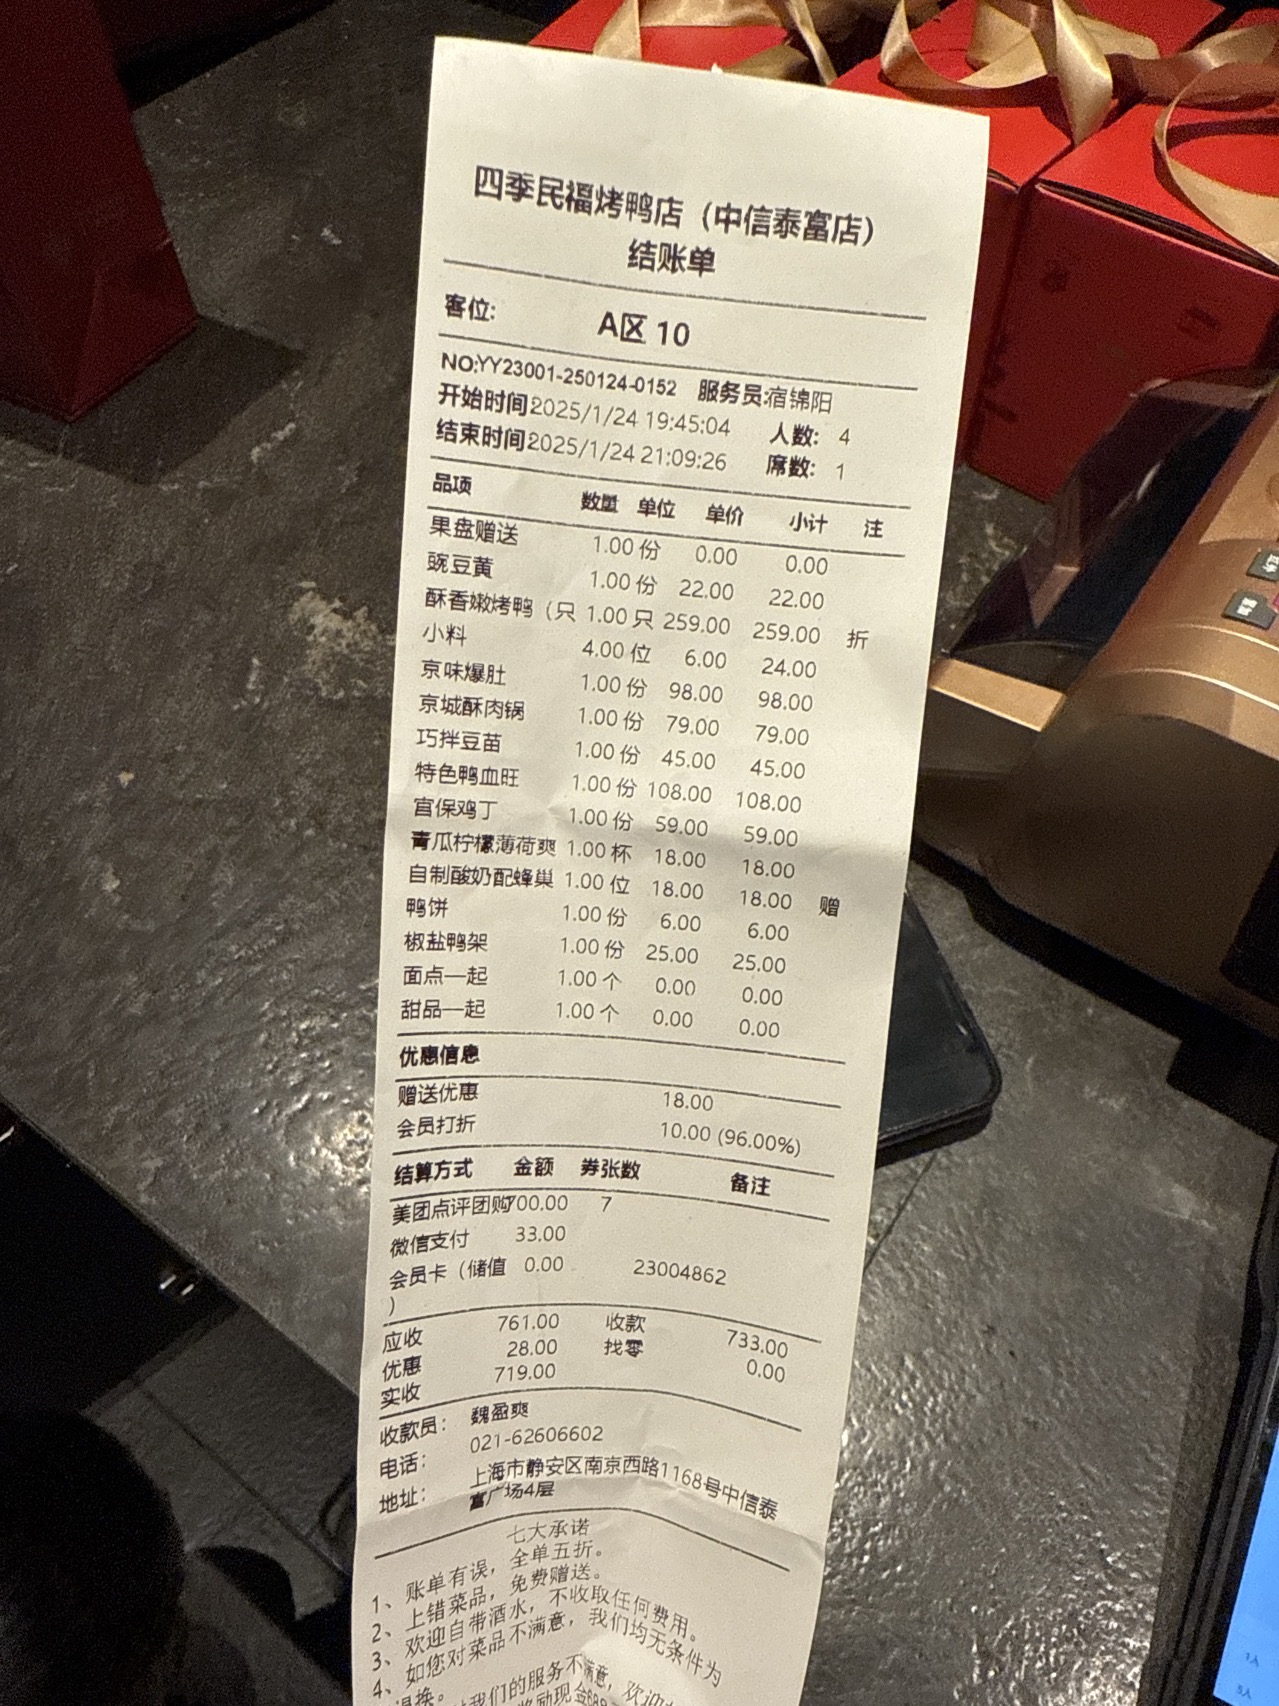 四季民福烤鸭店（中信泰富店）
结账单
客位: A区 10
NO:YY23001-250124-0152 服务员:宿锦阳
开始时间:2025/1/24 19:45:04 人数: 4
结束时间:2025/1/24 21:09:26 席数: 1
品项 数量 单位 单价 小计 注
果盘赠送 1.00 份 0.00 0.00
豌豆黄 1.00 份 22.00 22.00
酥香嫩烤鸭（只 1.00 只 259.00 259.00 折
小料 4.00 位 6.00 24.00
京味爆肚 1.00 份 98.00 98.00
京城酥肉锅 1.00 份 79.00 79.00
巧拌豆苗 1.00 份 45.00 45.00
特色鸭血旺 1.00 份 108.00 108.00
宫保鸡丁 1.00 份 59.00 59.00
青瓜柠檬薄荷爽 1.00 杯 18.00 18.00
自制酸奶配蜂巢 1.00 位 18.00 18.00 赠
鸭饼 1.00 份 6.00 6.00
椒盐鸭架 1.00 份 25.00 25.00
面点一起 1.00 个 0.00 0.00
甜品一起 1.00 个 0.00 0.00
优惠信息
赠送优惠 18.00
会员打折 10.00 (96.00%)
结算方式 金额 券张数 备注
美团点评团购700.00 7
微信支付 33.00
会员卡（储值 0.00 23004862
）
应收 761.00 收款 733.00
优惠 28.00 找零 0.00
实收 719.00
收款员: 魏盈爽
电话: 021-62606602
地址: 上海市静安区南京西路1168号中信泰
富广场4层
七大承诺
1、账单有误，全单五折。
2、上错菜品，免费赠送。
3、欢迎自带酒水，不收取任何费用。
4、如您对菜品不满意，我们均无条件为
退换。
我们的服务不满意，欢迎